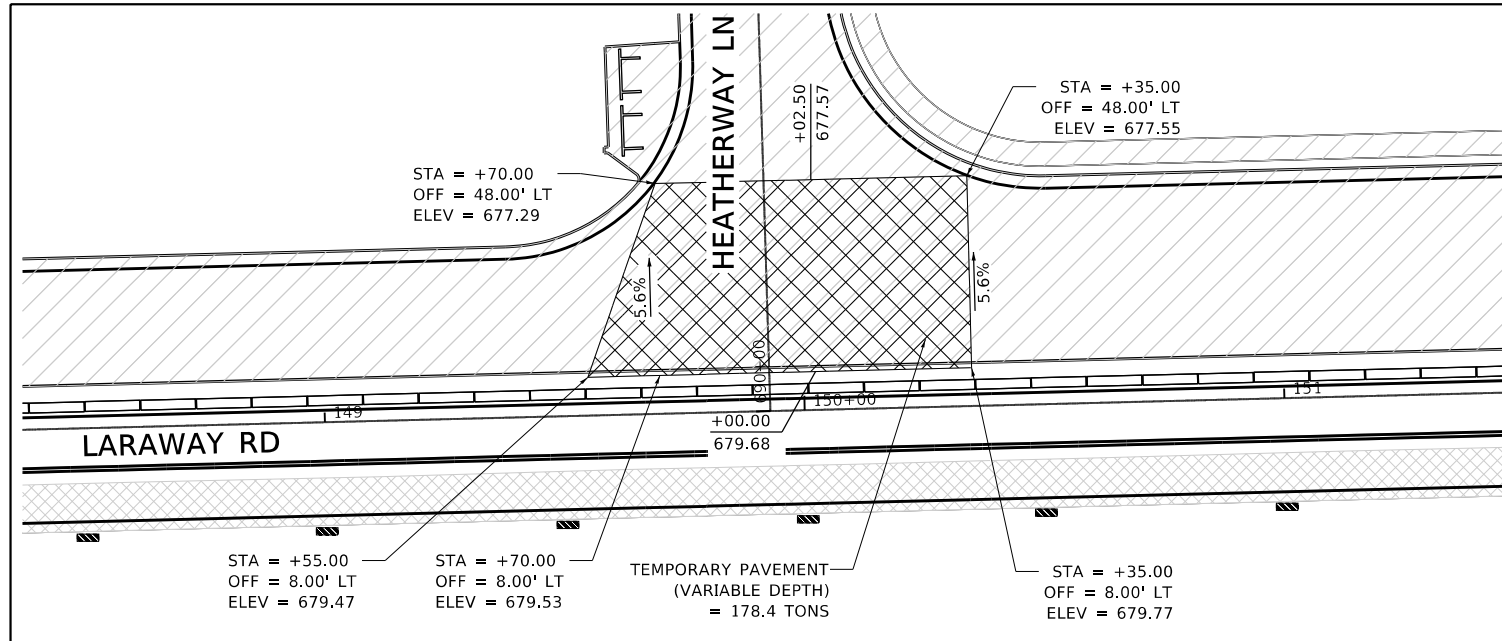 HEATHERWAY LN
+02.50
677.57
STA = +35.00
OFF = 48.00' LT
ELEV = 677.55
STA = +70.00
OFF = 48.00' LT
ELEV = 677.29
5.6%
5.6%
690+00
149
150+00
151
+00.00
679.68
LARAWAY RD
STA = +55.00
OFF = 8.00' LT
ELEV = 679.47
STA = +70.00
OFF = 8.00' LT
ELEV = 679.53
TEMPORARY PAVEMENT
(VARIABLE DEPTH)
= 178.4 TONS
STA = +35.00
OFF = 8.00' LT
ELEV = 679.77